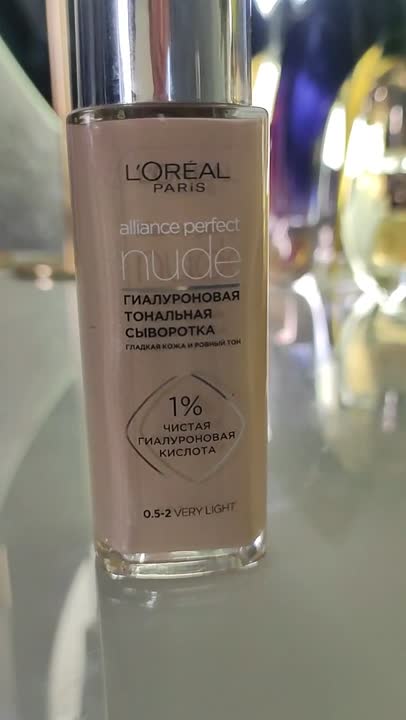 L'ORÉAL
PARIS
alliance perfect
nude
ГИАЛУРОНОВАЯ
ТОНАЛЬНАЯ
СЫВОРОТКА
ГЛАДКАЯ КОЖА И РОВНЫЙ ТОН
1%
ЧИСТАЯ
ГИАЛУРОНОВАЯ
КИСЛОТА
0.5-2 VERY LIGHT